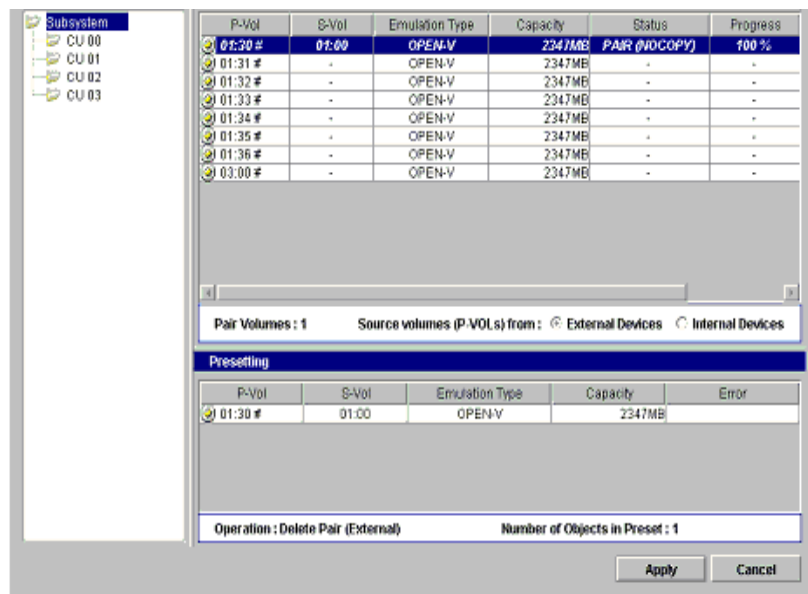 Subsystem
CU 00
CU 01
CU 02
CU 03
P-Vol S-Vol Emulation Type Capacity Status Progress
01:30 # 01:00 OPEN-V 2347MB PAIR (NOCOPY) 100 %
01:31 # - OPEN-V 2347MB - -
01:32 # - OPEN-V 2347MB - -
01:33 # - OPEN-V 2347MB - -
01:34 # - OPEN-V 2347MB - -
01:35 # - OPEN-V 2347MB - -
01:36 # - OPEN-V 2347MB - -
03:00 # - OPEN-V 2347MB - -
Pair Volumes : 1 Source volumes (P-VOLs) from : External Devices Internal Devices
Presetting
P-Vol S-Vol Emulation Type Capacity Error
01:30 # 01:00 OPEN-V 2347MB
Operation : Delete Pair (External) Number of Objects in Preset : 1
Apply Cancel